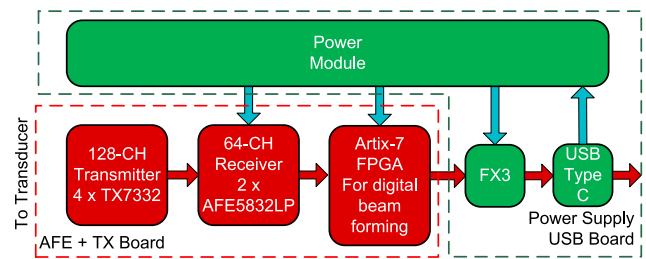 Power
Module
To Transducer
128-CH
Transmitter
4 x TX7332
64-CH
Receiver
2 x
AFE5832LP
Artix-7
FPGA
For digital
beam
forming
FX3
USB
Type
C
AFE + TX Board
Power Supply
USB Board